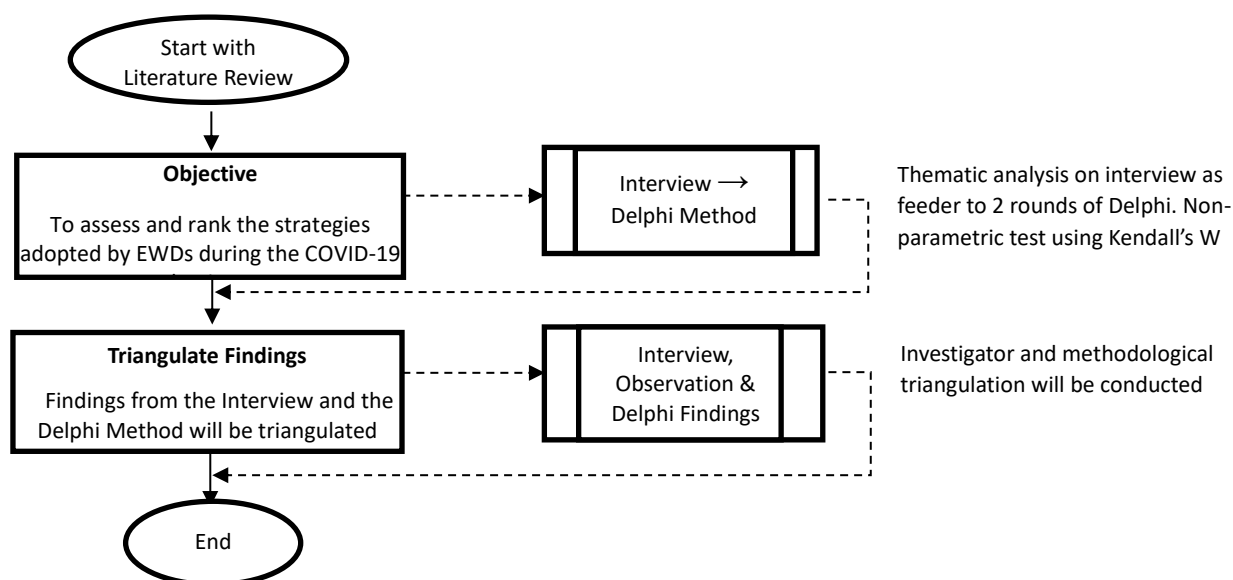 Start with
Literature Review
Objective
To assess and rank the strategies
adopted by EWDs during the COVID-19
Interview →
Delphi Method
Thematic analysis on interview as
feeder to 2 rounds of Delphi. Non-
parametric test using Kendall's W
Triangulate Findings
Findings from the Interview and the
Delphi Method will be triangulated
Interview,
Observation &
Delphi Findings
Investigator and methodological
triangulation will be conducted
End